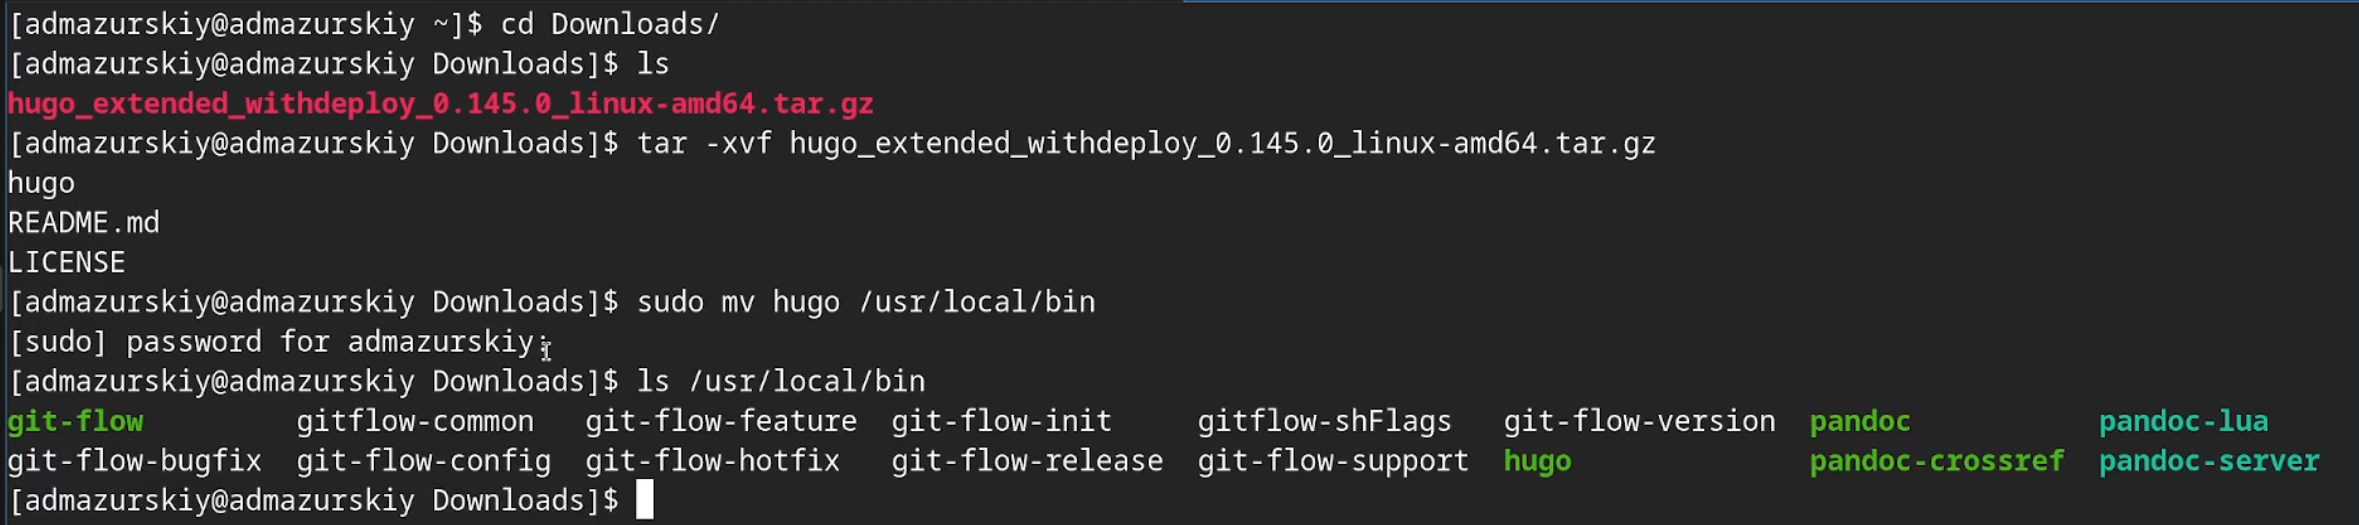 [admazurskiy@admazurskiy ~]$ cd Downloads/
[admazurskiy@admazurskiy Downloads]$ ls
hugo_extended_withdeploy_0.145.0_linux-amd64.tar.gz
[admazurskiy@admazurskiy Downloads]$ tar -xvf hugo_extended_withdeploy_0.145.0_linux-amd64.tar.gz
hugo
README.md
LICENSE
[admazurskiy@admazurskiy Downloads]$ sudo mv hugo /usr/local/bin
[sudo] password for admazurskiy:
[admazurskiy@admazurskiy Downloads]$ ls /usr/local/bin
git-flow gitflow-common git-flow-feature git-flow-init gitflow-shFlags git-flow-version pandoc pandoc-lua
git-flow-bugfix git-flow-config git-flow-hotfix git-flow-release git-flow-support hugo pandoc-crossref pandoc-server
[admazurskiy@admazurskiy Downloads]$